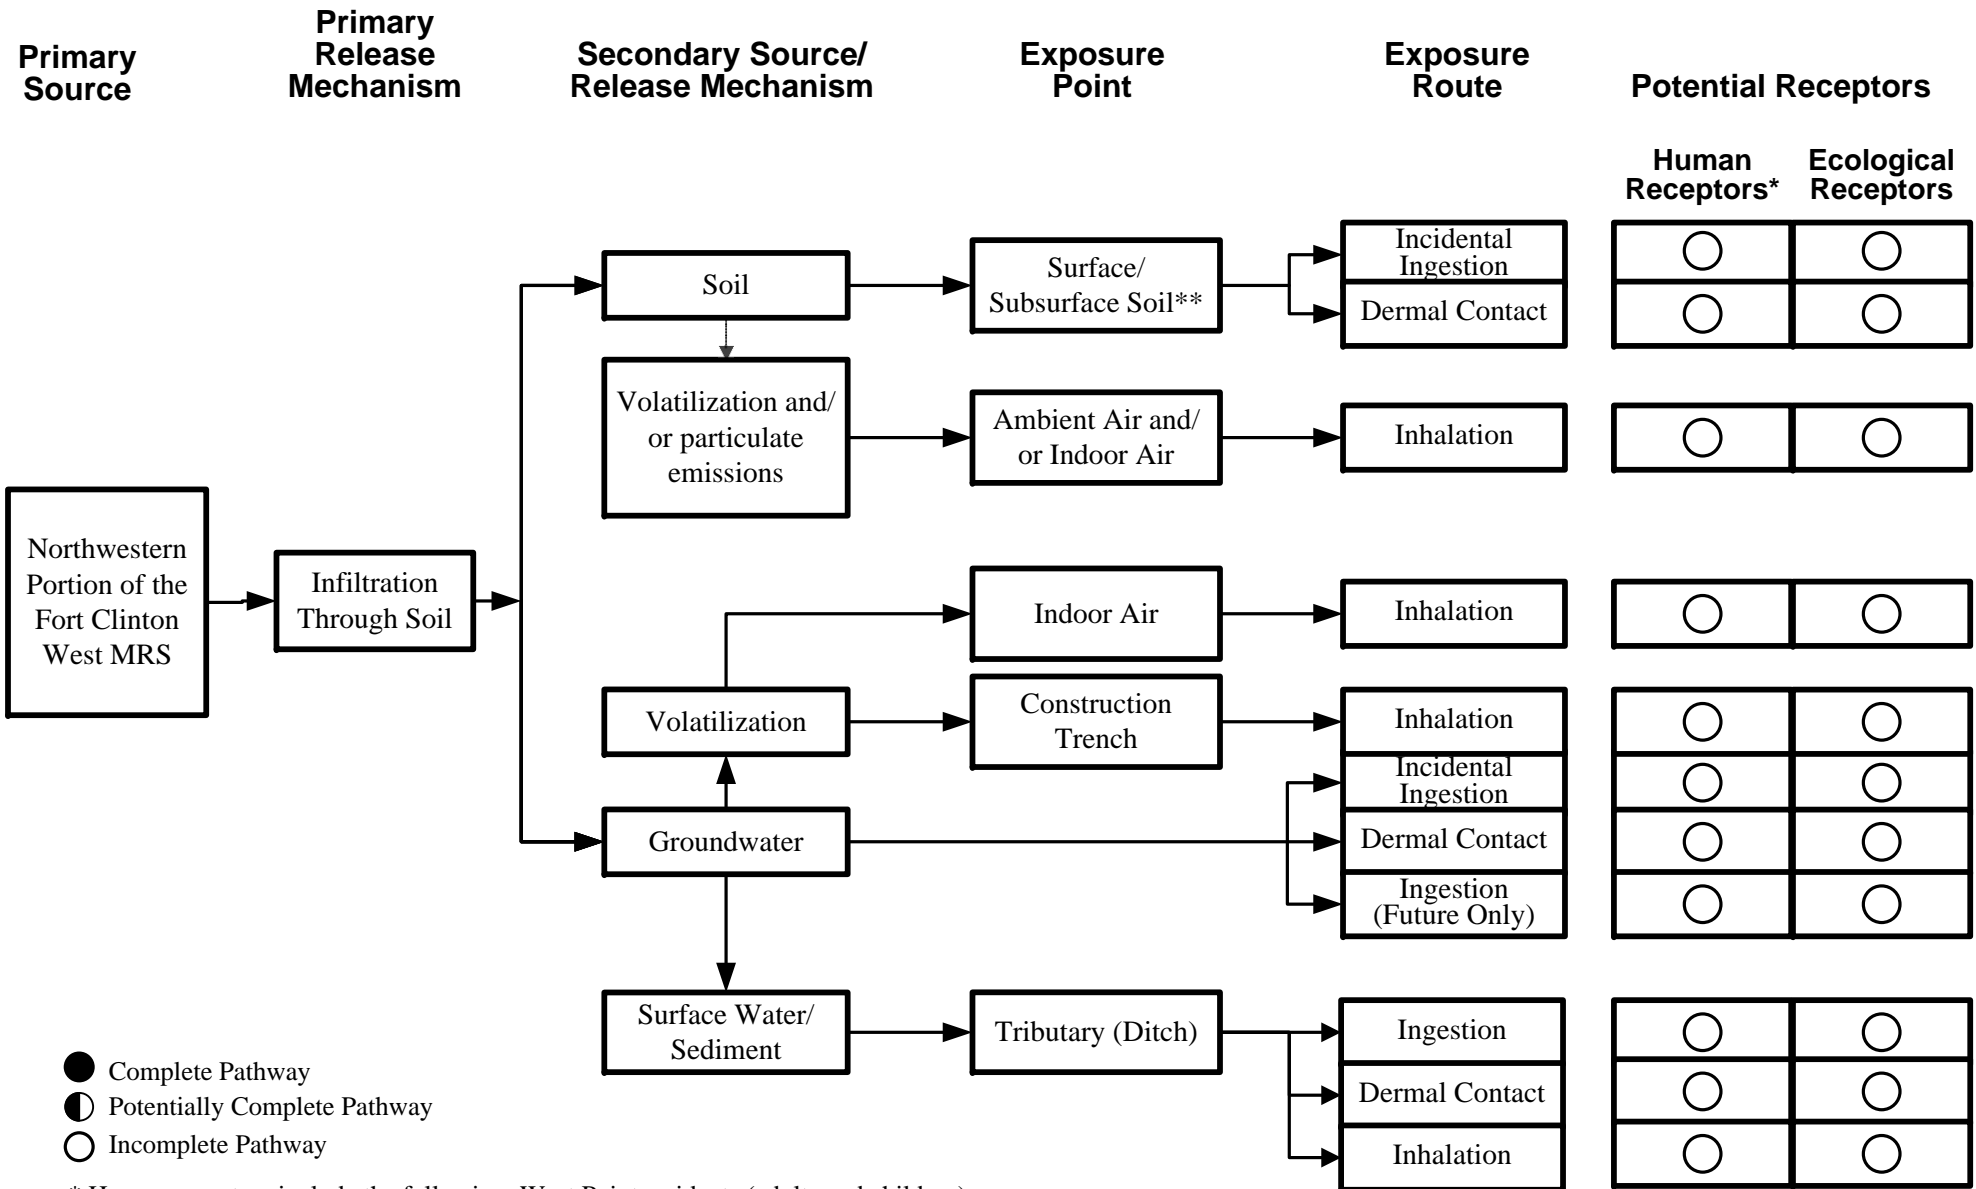 Primary
Source
Primary
Release
Mechanism
Secondary Source/
Release Mechanism
Exposure
Point
Exposure
Route
Potential Receptors
Human
Receptors*
Ecological
Receptors
Northwestern
Portion of the
Fort Clinton
West MRS
Infiltration
Through Soil
Soil
Surface/
Subsurface Soil**
Incidental
Ingestion
Dermal Contact
Volatilization and/
or particulate
emissions
Ambient Air and/
or Indoor Air
Inhalation
Indoor Air
Inhalation
Volatilization
Construction
Trench
Inhalation
Incidental
Ingestion
Groundwater
Dermal Contact
Ingestion
(Future Only)
Surface Water/
Sediment
Tributary (Ditch)
Ingestion
Dermal Contact
Inhalation
Complete Pathway
Potentially Complete Pathway
Incomplete Pathway